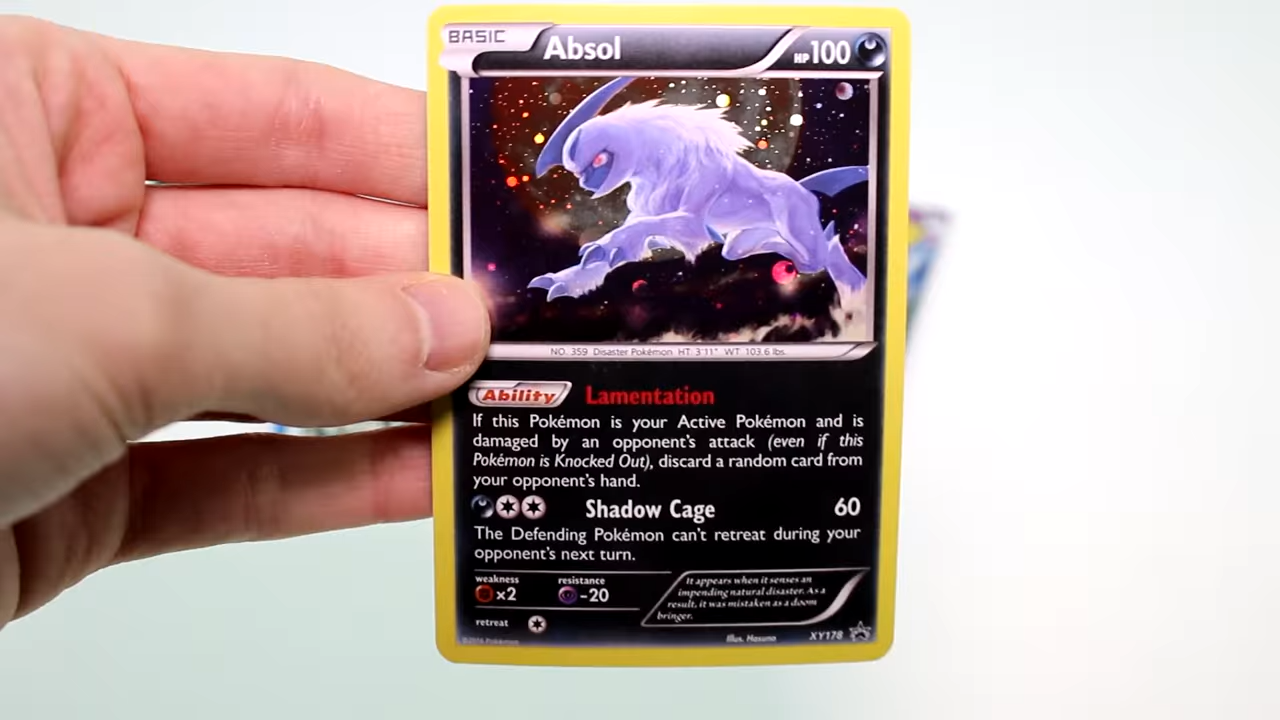 BASIC Absol HP100
NO. 359 Disaster Pokémon HT: 3'11" WT: 103.6 lbs.
Ability Lamentation
If this Pokémon is your Active Pokémon and is
damaged by an opponent's attack (even if this
Pokémon is Knocked Out), discard a random card from
your opponent's hand.
Shadow Cage 60
The Defending Pokémon can't retreat during your
opponent's next turn.
weakness resistance
×2 -20
It appears when it senses an
impending natural disaster. As a
result, it was mistaken as a doom
bringer.
retreat
©2016 Pokémon Illus. Hasuno XY178